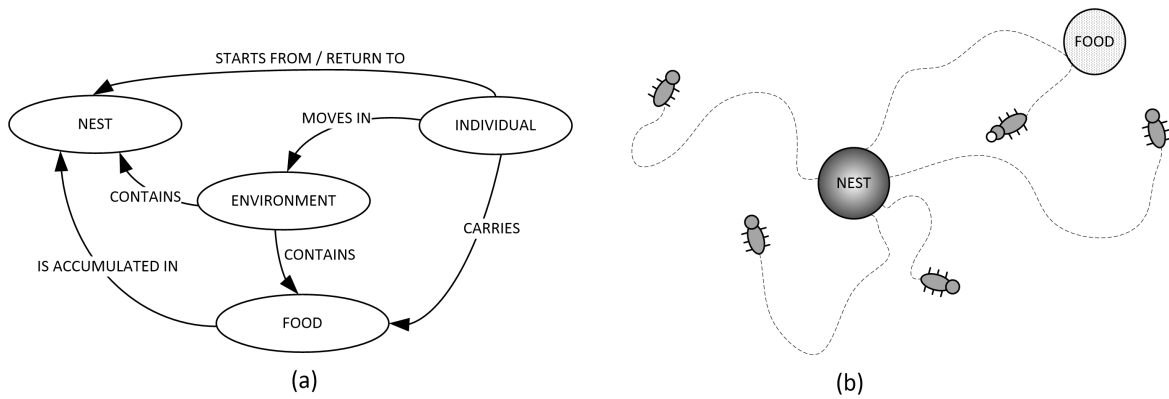 STARTS FROM / RETURN TO
NEST
MOVES IN
INDIVIDUAL
CONTAINS
ENVIRONMENT
CARRIES
CONTAINS
IS ACCUMULATED IN
FOOD
(a)
FOOD
NEST
(b)